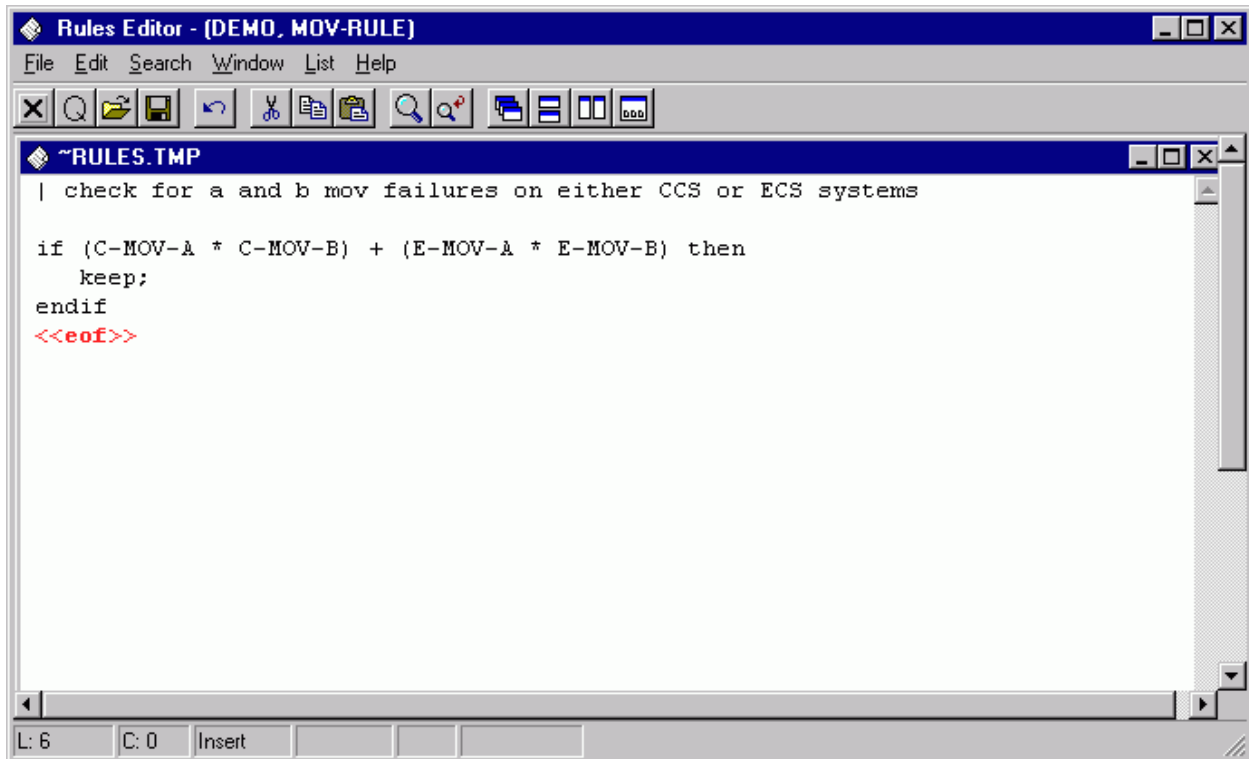 Rules Editor - (DEMO, MOV-RULE)
File Edit Search Window List Help
~RULES.TMP
| check for a and b mov failures on either CCS or ECS systems
if (C-MOV-A * C-MOV-B) + (E-MOV-A * E-MOV-B) then
keep;
endif
<<eof>>
L: 6 C: 0 Insert